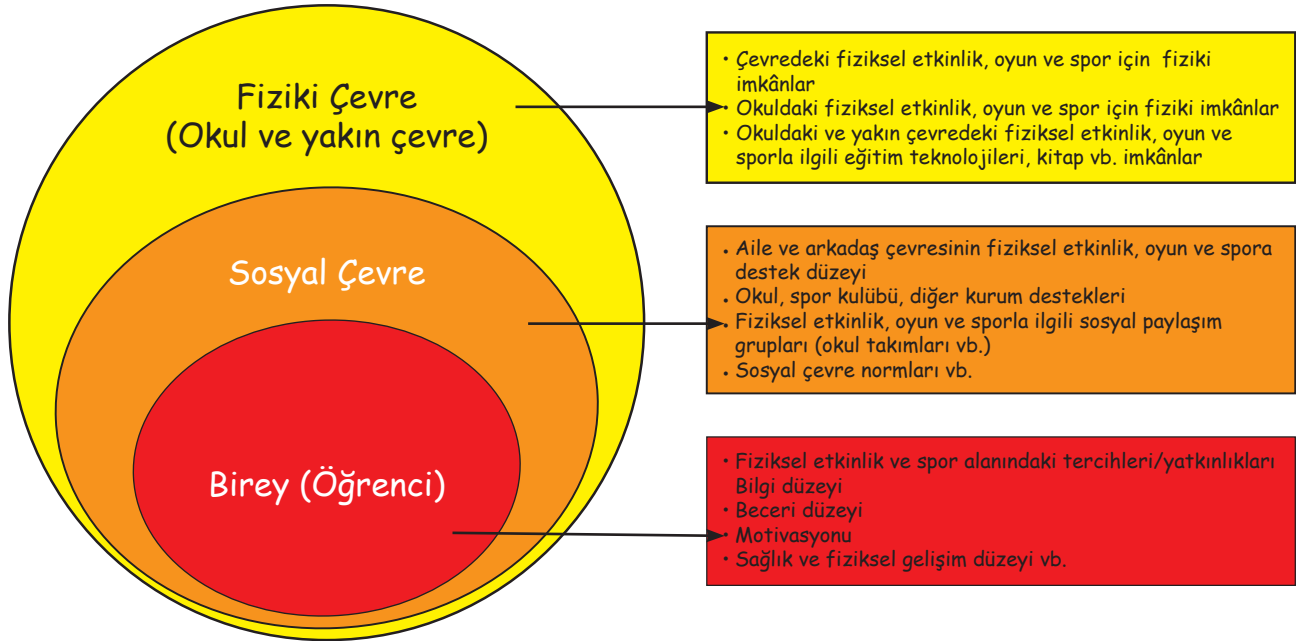 Fiziki Çevre
(Okul ve yakın çevre)
• Çevredeki fiziksel etkinlik, oyun ve spor için fiziki
imkânlar
• Okuldaki fiziksel etkinlik, oyun ve spor için fiziki imkânlar
• Okuldaki ve yakın çevredeki fiziksel etkinlik, oyun ve
sporla ilgili eğitim teknolojileri, kitap vb. imkânlar
Sosyal Çevre
• Aile ve arkadaş çevresinin fiziksel etkinlik, oyun ve spora
destek düzeyi
• Okul, spor kulübü, diğer kurum destekleri
• Fiziksel etkinlik, oyun ve sporla ilgili sosyal paylaşım
grupları (okul takımları vb.)
• Sosyal çevre normları vb.
Birey (Öğrenci)
• Fiziksel etkinlik ve spor alanındaki tercihleri/yatkınlıkları
Bilgi düzeyi
• Beceri düzeyi
• Motivasyonu
• Sağlık ve fiziksel gelişim düzeyi vb.